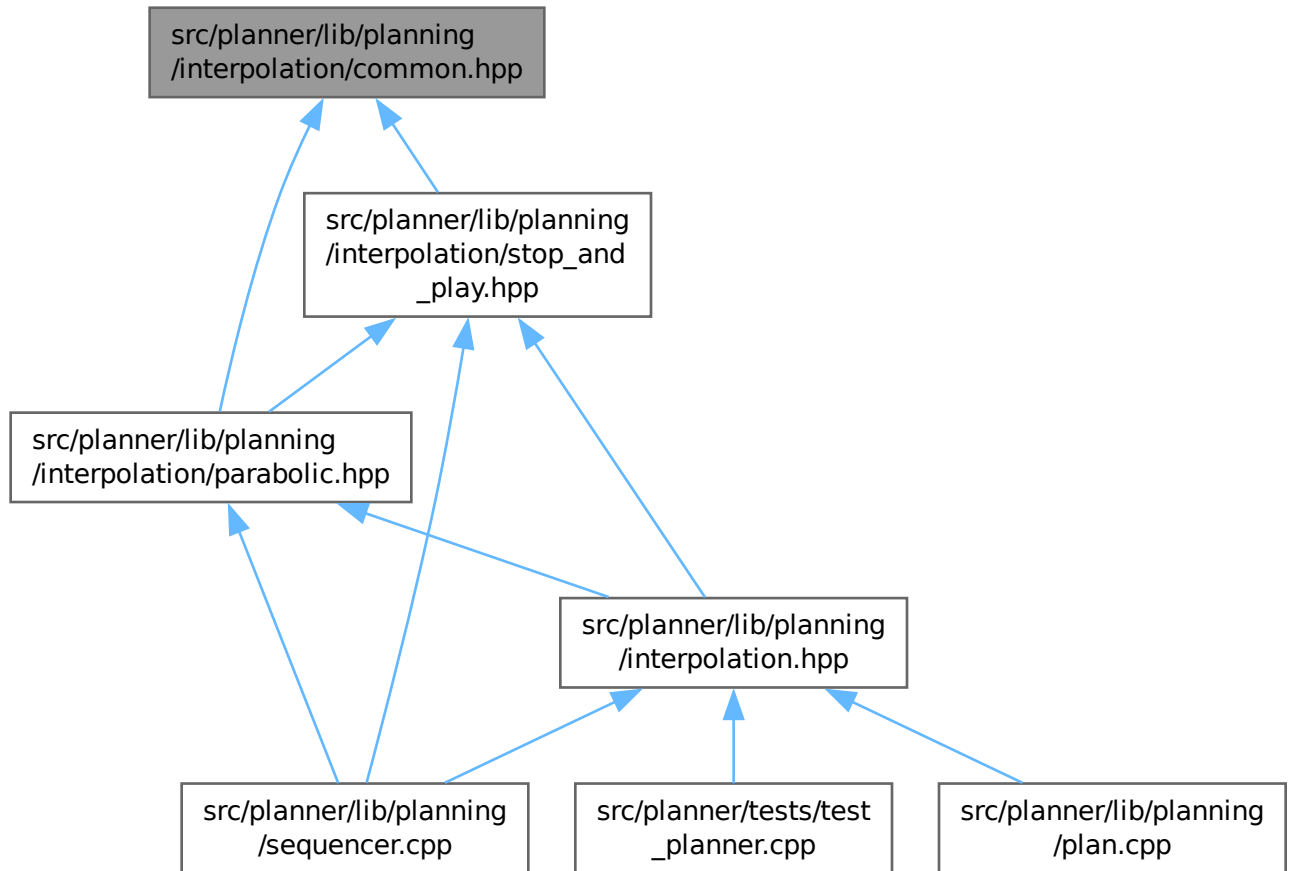 src/planner/lib/planning
/interpolation/common.hpp
src/planner/lib/planning
/interpolation/stop_and
_play.hpp
src/planner/lib/planning
/interpolation/parabolic.hpp
src/planner/lib/planning
/interpolation.hpp
src/planner/lib/planning
/sequencer.cpp
src/planner/tests/test
_planner.cpp
src/planner/lib/planning
/plan.cpp